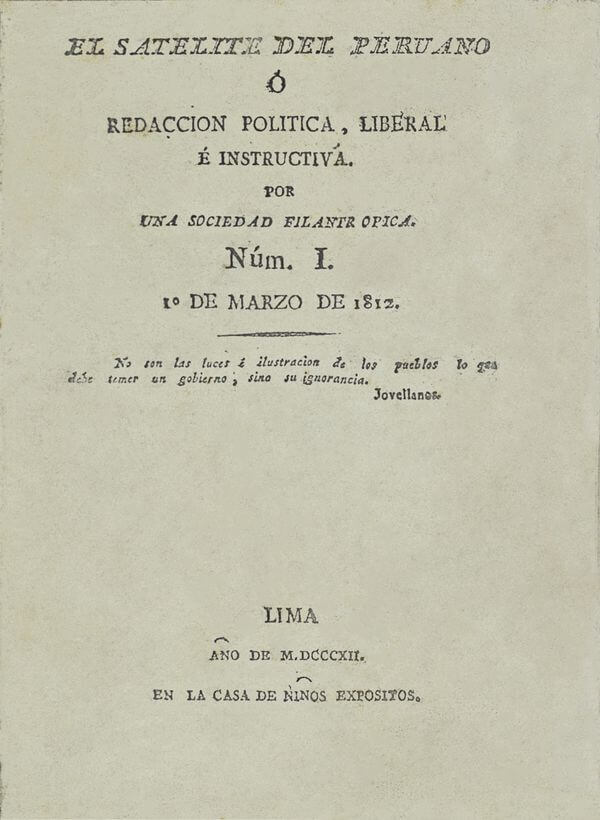 EL SATELITE DEL PERUANO
Ó
REDACCION POLITICA, LIBERAL
É INSTRUCTIVA.
POR
UNA SOCIEDAD FILANTROPICA.
Núm. I.
1º DE MARZO DE 1812.
No son las luces é ilustracion de los pueblos lo que
debe temer un gobierno; sino su ignorancia.
Jovellanos.
LIMA
AÑO DE M.DCCCXII.
EN LA CASA DE NIÑOS EXPOSITOS.